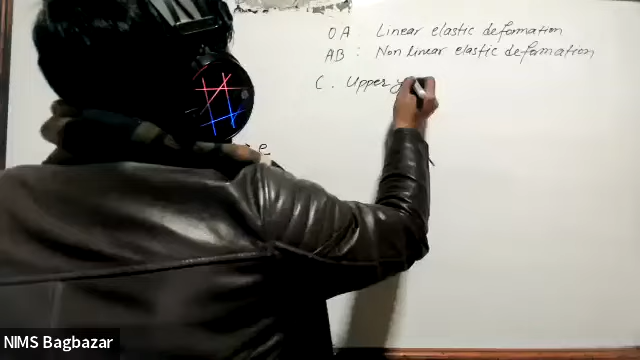 OA Linear elastic deformation
AB : Non linear elastic deformation
C. Upper y
e
NIMS Bagbazar